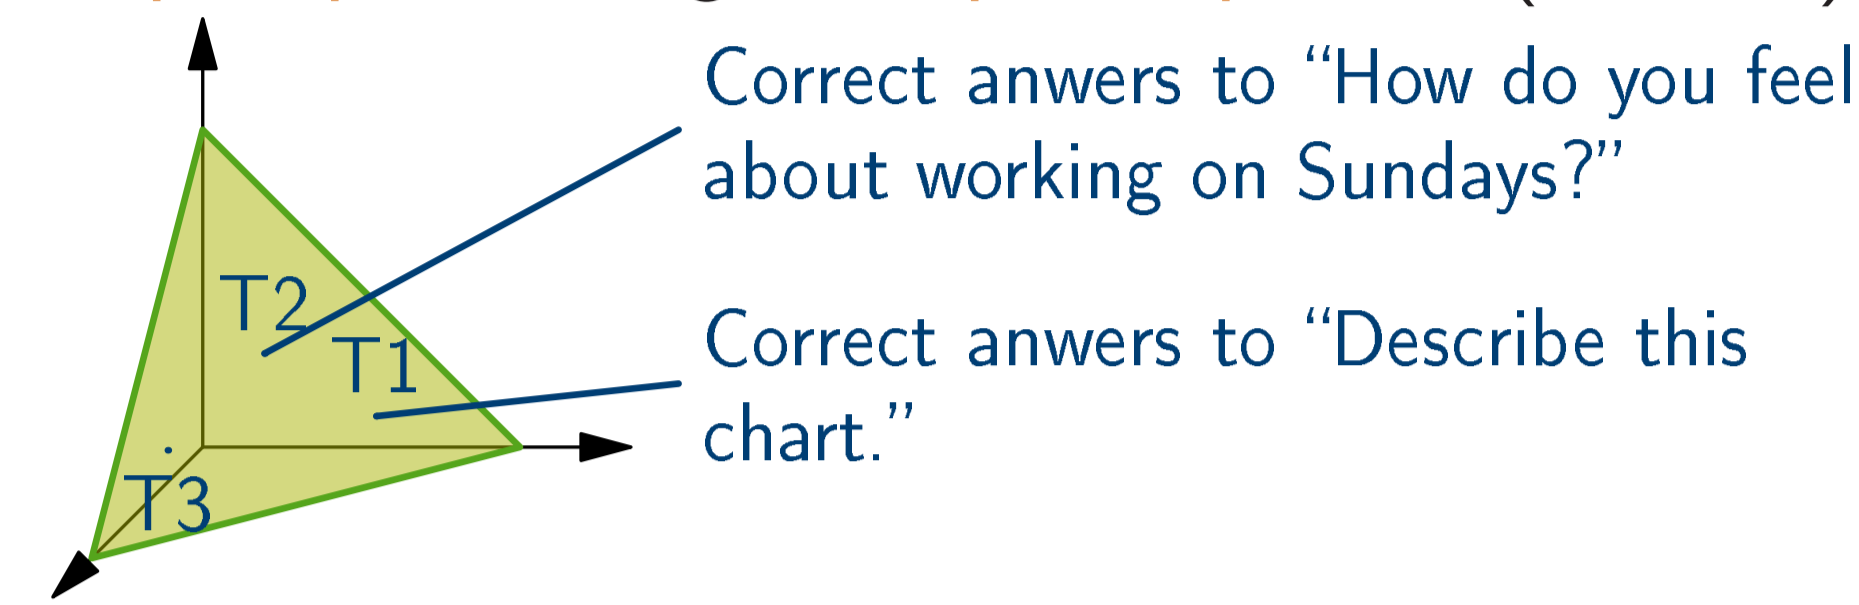 Correct anwers to “How do you feel
about working on Sundays?”
T2
T1
Correct anwers to “Describe this
chart.”
T3